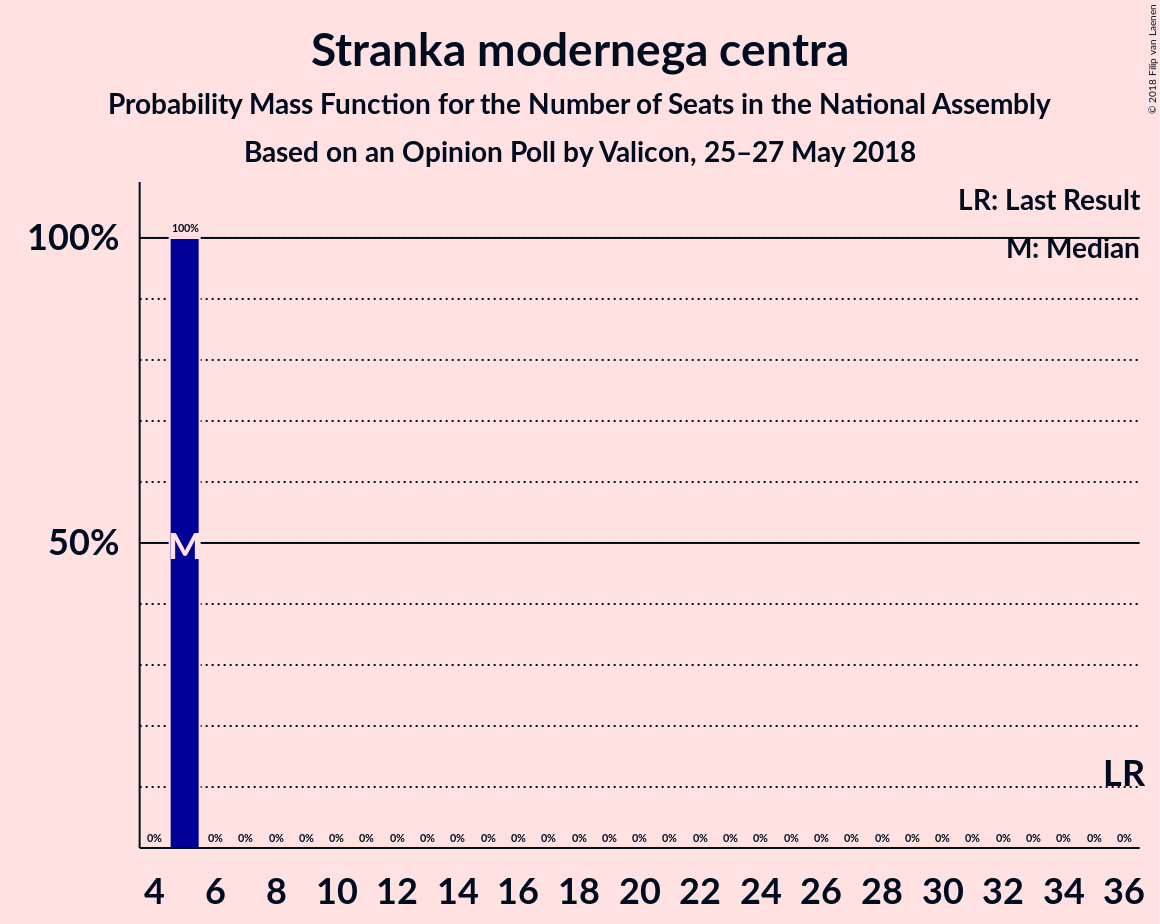 Stranka modernega centra
Probability Mass Function for the Number of Seats in the National Assembly
Based on an Opinion Poll by Valicon, 25–27 May 2018
© 2018 Filip van Laenen
LR: Last Result
M: Median
100%
100%
50%
M
LR
0% 0% 0% 0% 0% 0% 0% 0% 0% 0% 0% 0% 0% 0% 0% 0% 0% 0% 0% 0% 0% 0% 0% 0% 0% 0% 0% 0% 0% 0% 0% 0%
4 6 8 10 12 14 16 18 20 22 24 26 28 30 32 34 36